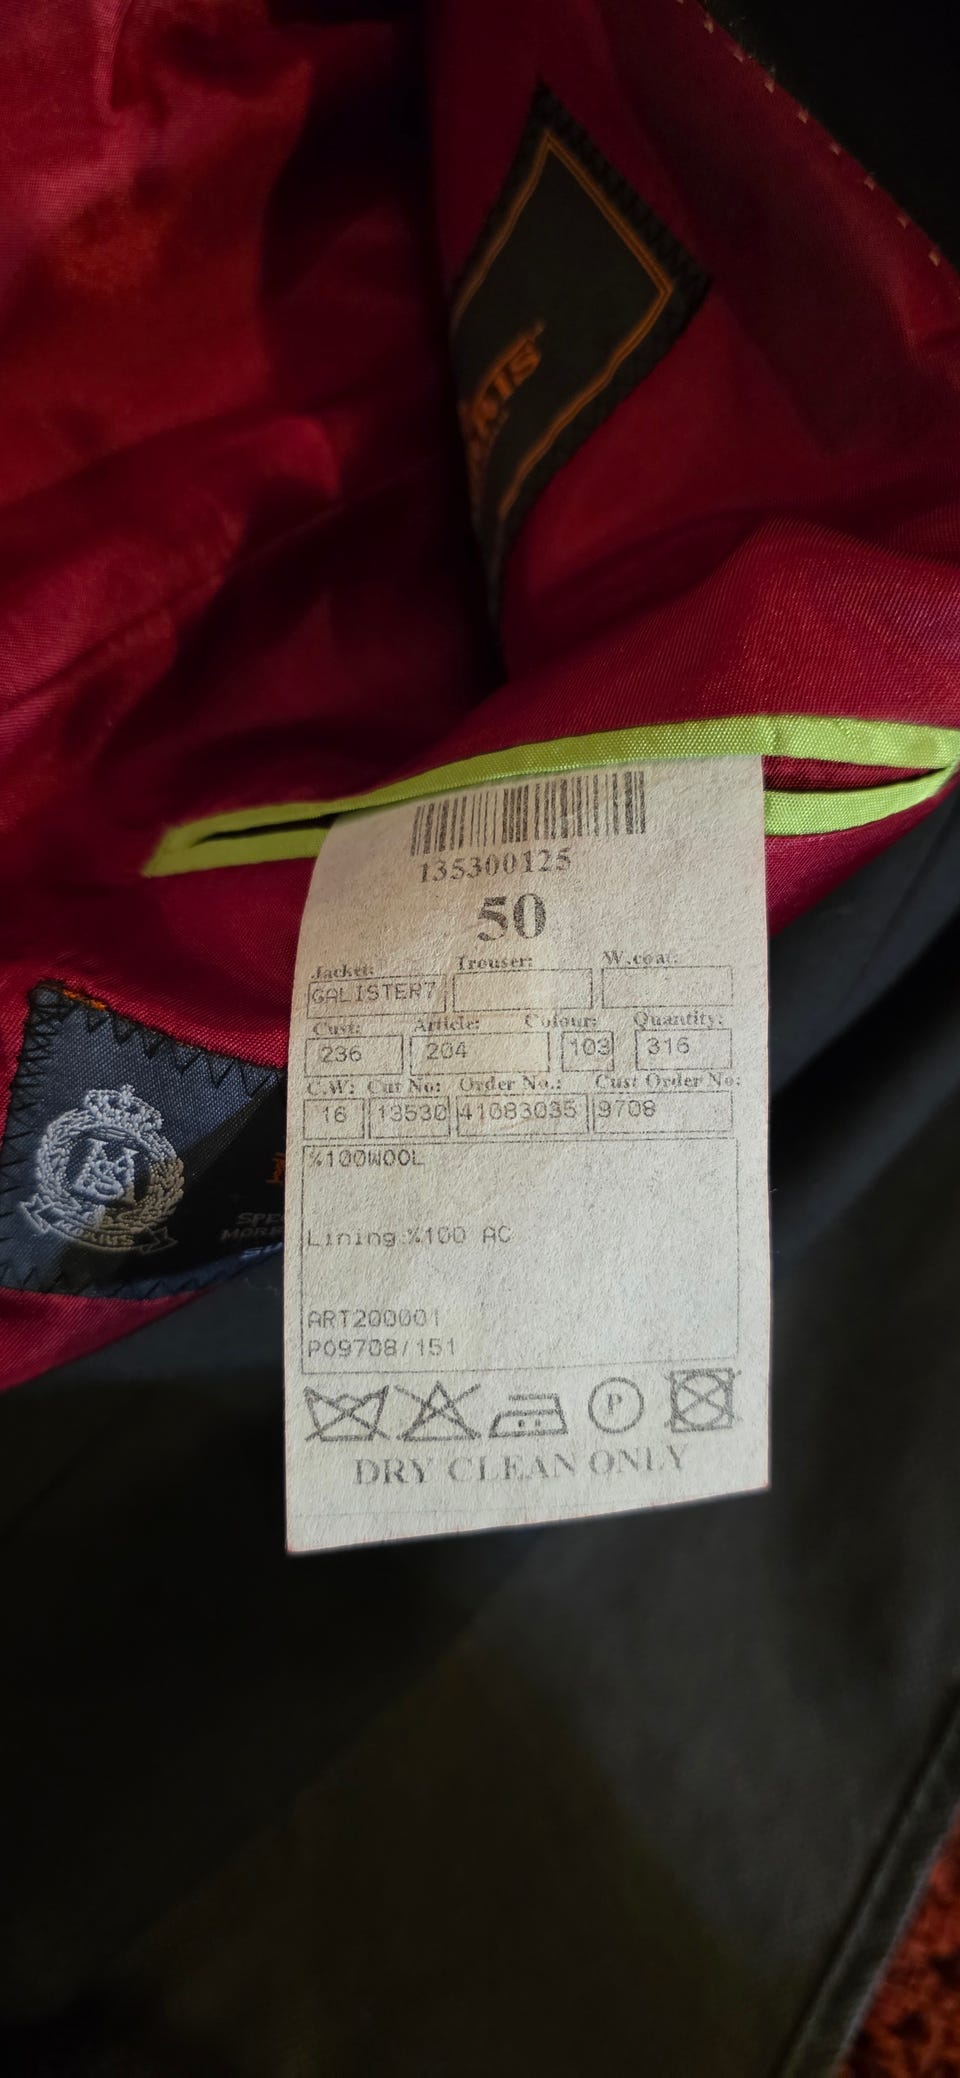 135300125
50
Jacket: Trouser: W.coat:
GALISTER7
Cust: Article: Colour: Quantity:
236 204 103 316
C.W: Cut No: Order No.: Cust Order No:
16 13530 41083035 9708
%100WOOL
Lining:%100 AC
ART200001
P09708/151
P
DRY CLEAN ONLY